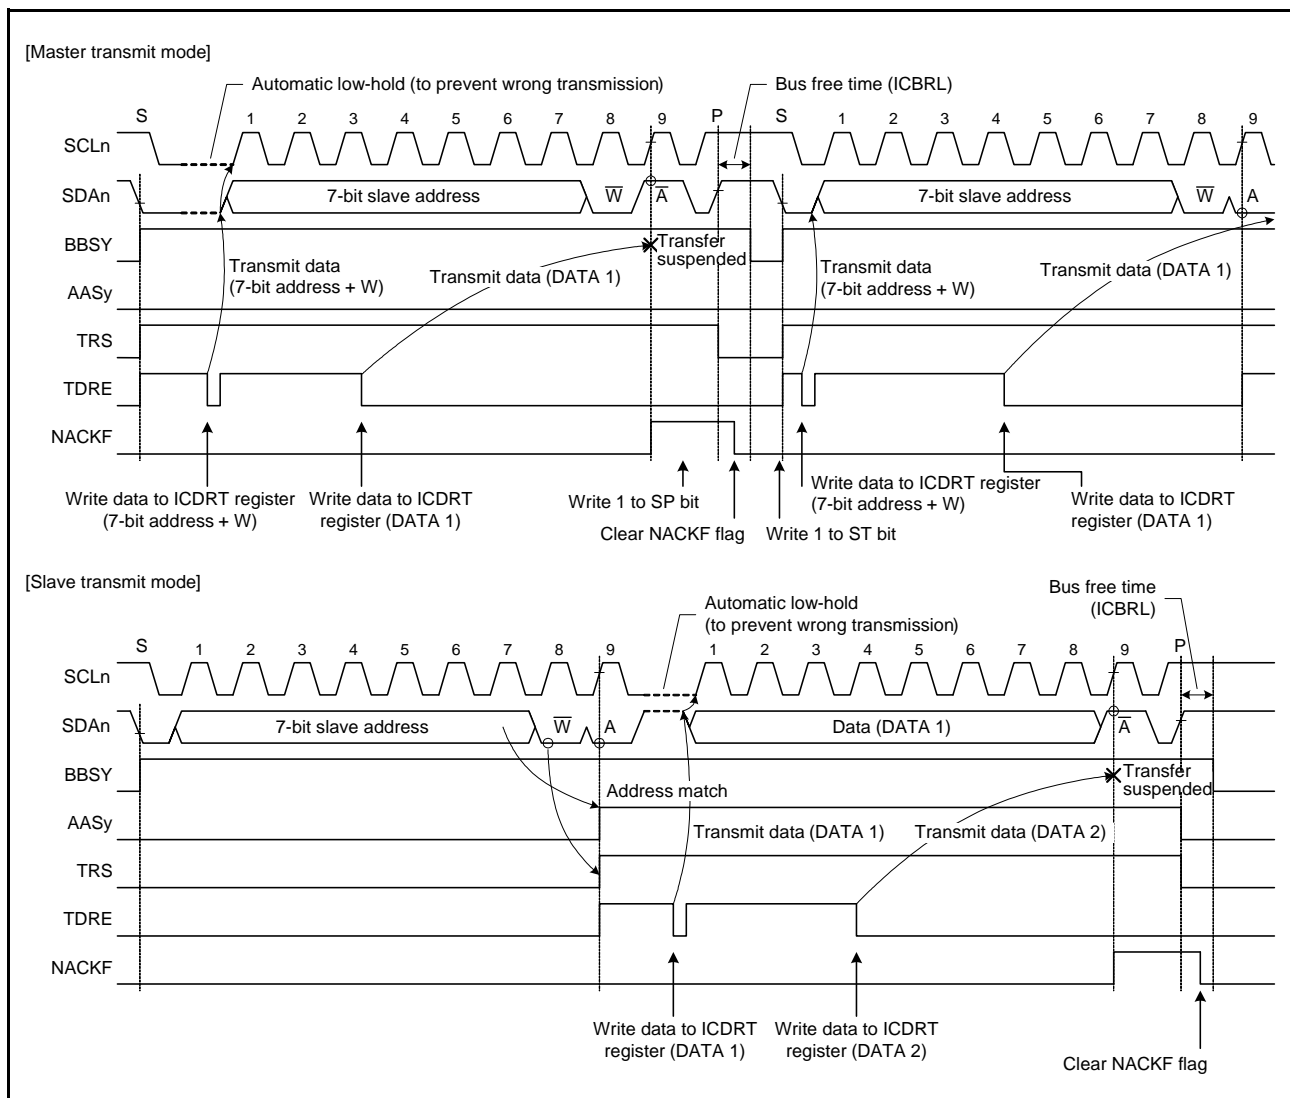 [Master transmit mode]
Automatic low-hold (to prevent wrong transmission)
Bus free time (ICBRL)
S 1 2 3 4 5 6 7 8 9 P S 1 2 3 4 5 6 7 8 9
SCLn
SDAn 7-bit slave address W̅ A̅ 7-bit slave address W̅ A
BBSY
Transfer
suspended
Transmit data
(7-bit address + W)
Transmit data (DATA 1)
Transmit data
(7-bit address + W)
Transmit data (DATA 1)
AASy
TRS
TDRE
NACKF
Write data to ICDRT register
(7-bit address + W)
Write data to ICDRT
register (DATA 1)
Write 1 to SP bit
Clear NACKF flag
Write 1 to ST bit
Write data to ICDRT register
(7-bit address + W)
Write data to ICDRT
register (DATA 1)
[Slave transmit mode]
Automatic low-hold
(to prevent wrong transmission)
Bus free time
(ICBRL)
S 1 2 3 4 5 6 7 8 9 1 2 3 4 5 6 7 8 9 P
SCLn
SDAn 7-bit slave address W̅ A Data (DATA 1) A̅
BBSY
Transfer
suspended
Address match
AASy
Transmit data (DATA 1)
Transmit data (DATA 2)
TRS
TDRE
NACKF
Write data to ICDRT
register (DATA 1)
Write data to ICDRT
register (DATA 2)
Clear NACKF flag